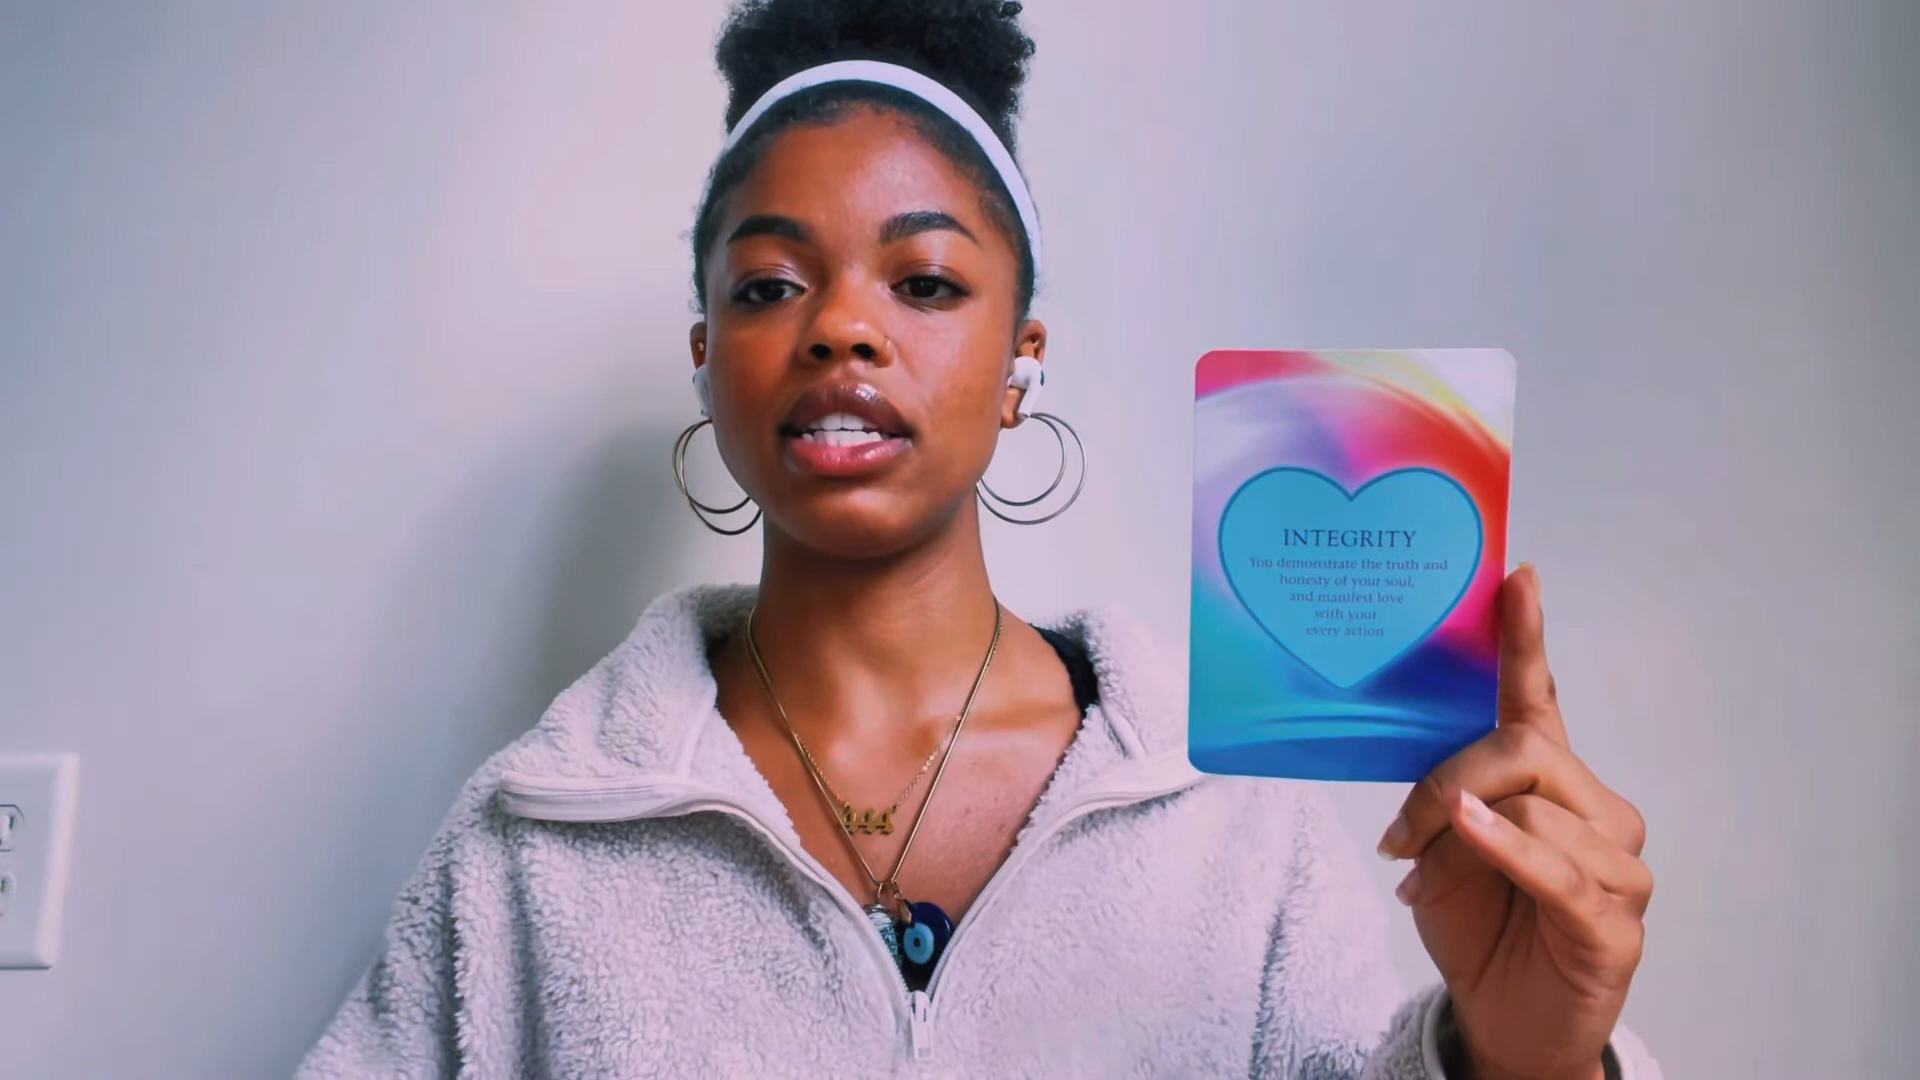 INTEGRITY
You demonstrate the truth and
honesty of your soul,
and manifest love
with your
every action
444